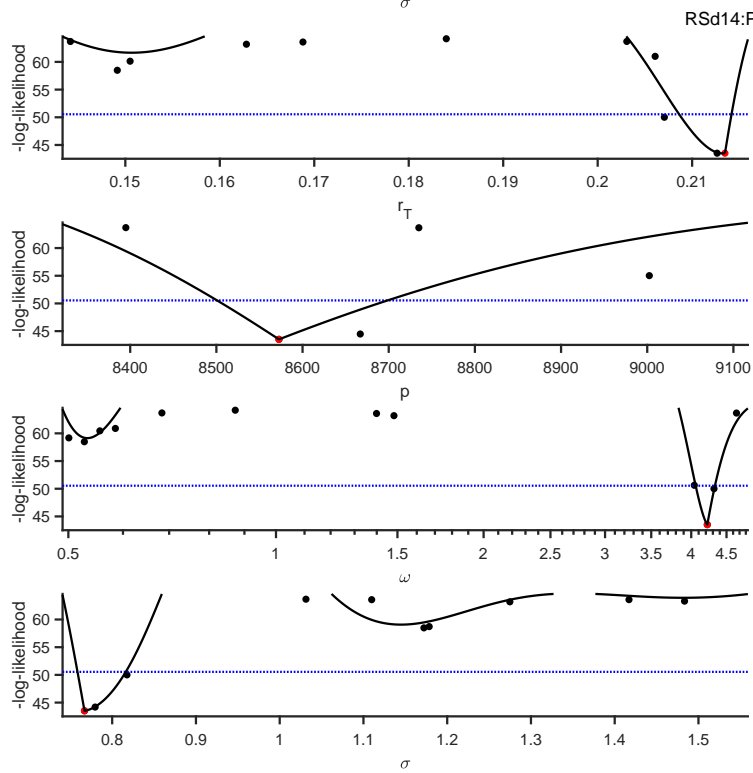 σ
RSd14:P
-log-likelihood
60
55
50
45
0.15 0.16 0.17 0.18 0.19 0.2 0.21
r_T
-log-likelihood
60
55
50
45
8400 8500 8600 8700 8800 8900 9000 9100
p
-log-likelihood
60
55
50
45
0.5 1 1.5 2 2.5 3 3.5 4 4.5
ω
-log-likelihood
60
55
50
45
0.8 0.9 1 1.1 1.2 1.3 1.4 1.5
σ